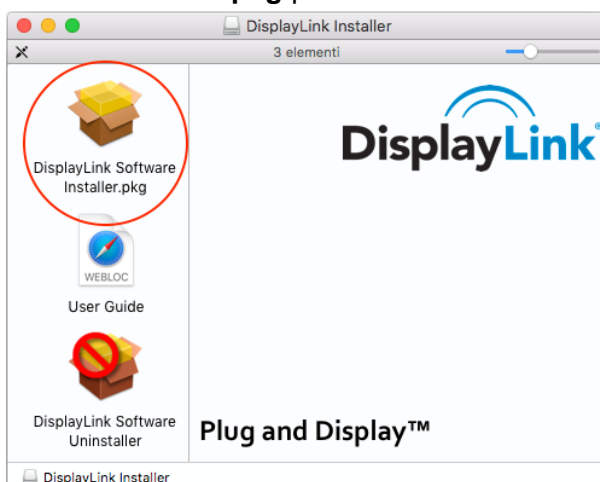 DisplayLink Installer
3 elementi
DisplayLink
DisplayLink Software
Installer.pkg
WEBLOC
User Guide
DisplayLink Software
Uninstaller
Plug and Display™
DisplayLink Installer